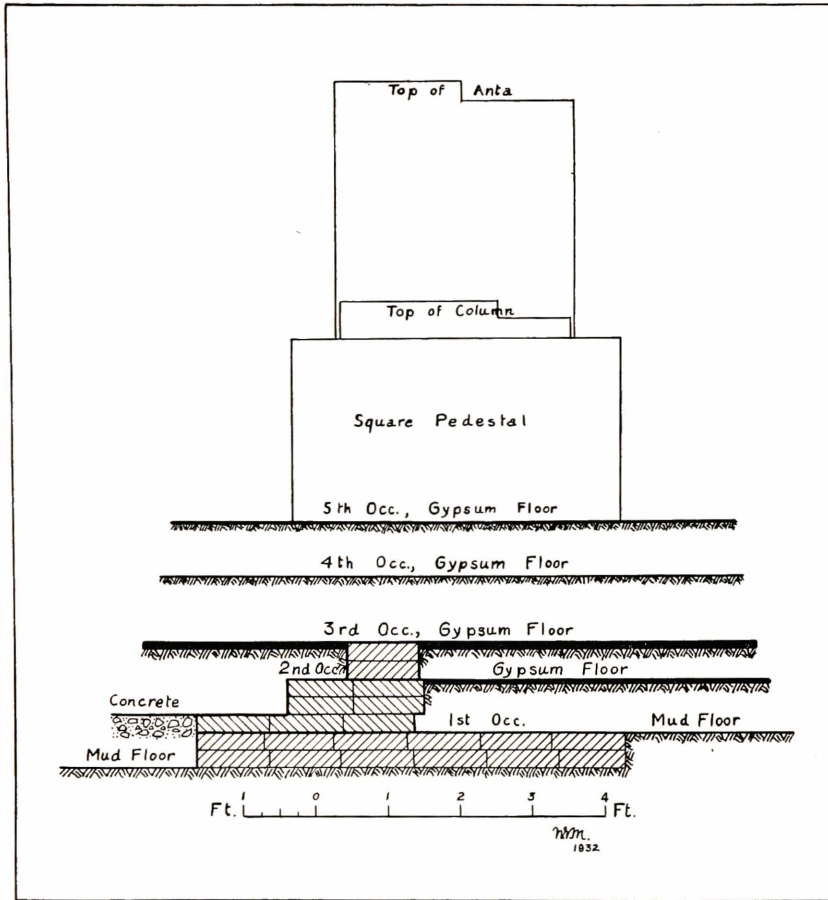 Top of Anta
Top of Column
Square Pedestal
5th Occ., Gypsum Floor
4th Occ., Gypsum Floor
3rd Occ., Gypsum Floor
2nd Occ. Gypsum Floor
Concrete
1st Occ. Mud Floor
Mud Floor
1 0 1 2 3 4
Ft. Ft.
1932